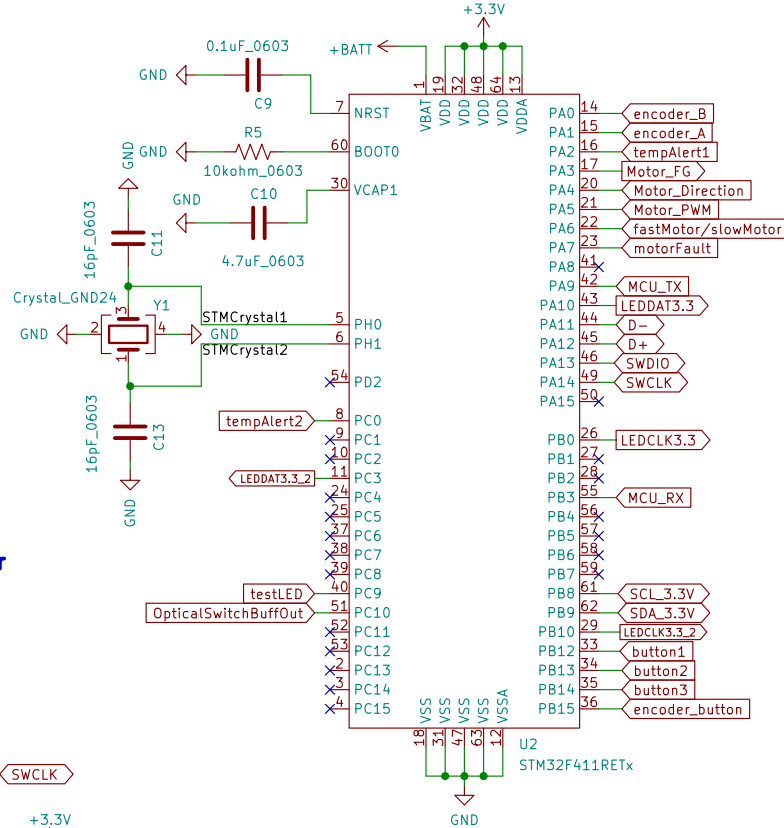 +3.3V
0.1uF_0603
+BATT
GND
C9
1 19 32 48 64 13
VBAT VDD VDD VDD VDD VDDA
7 NRST
PA0 14 encoder_B
PA1 15 encoder_A
R5
GND
GND
10kohm_0603
60 BOOT0
PA2 16 tempAlert1
PA3 17 Motor_FG
30 VCAP1
PA4 20 Motor_Direction
GND
C10
PA5 21 Motor_PWM
PA6 22 fastMotor/slowMotor
16pF_0603
C11
PA7 23 motorFault
4.7uF_0603
PA8 41
PA9 42 MCU_TX
Crystal_GND24
3
Y1
PA10 43 LEDDAT3.3
STMCrystal1
5 PH0
PA11 44 D-
GND 2
4 GND
STMCrystal2
6 PH1
PA12 45 D+
1
PA13 46 SWDIO
54 PD2
PA14 49 SWCLK
PA15 50
16pF_0603
C13
tempAlert2 8 PC0
9 PC1
PB0 26 LEDCLK3.3
10 PC2
PB1 27
LEDDAT3.3_2 11 PC3
PB2 28
24 PC4
PB3 55 MCU_RX
GND
25 PC5
PB4 56
37 PC6
PB5 57
38 PC7
PB6 58
r
39 PC8
PB7 59
testLED 40 PC9
PB8 61 SCL_3.3V
OpticalSwitchBuffOut 51 PC10
PB9 62 SDA_3.3V
52 PC11
PB10 29 LEDCLK3.3_2
53 PC12
PB12 33 button1
2 PC13
PB13 34 button2
3 PC14
PB14 35 button3
4 PC15
PB15 36 encoder_button
VSS VSS VSS VSS VSSA
18 31 47 63 12
U2
STM32F411RETx
SWCLK
GND
+3.3V